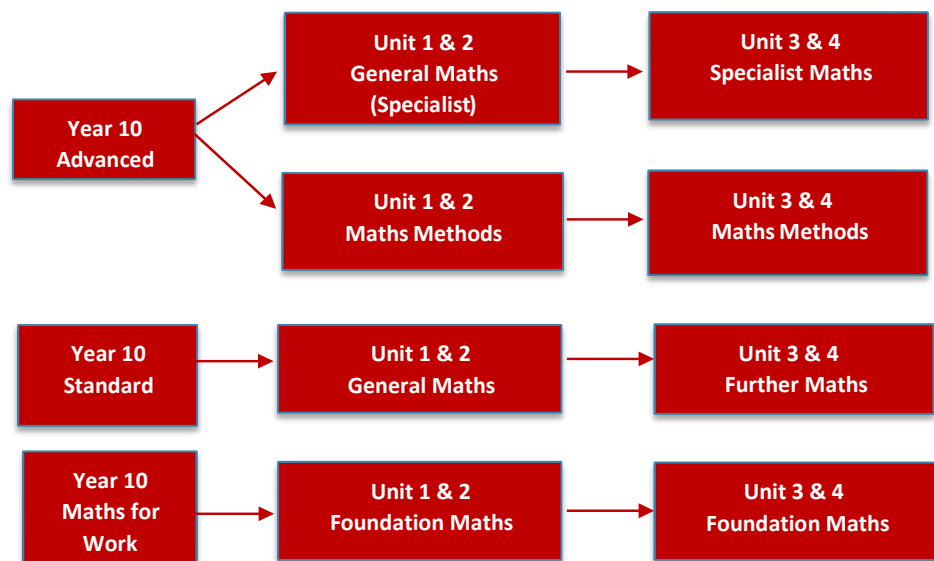 Unit 1 & 2
General Maths
(Specialist)
Unit 3 & 4
Specialist Maths
Year 10
Advanced
Unit 1 & 2
Maths Methods
Unit 3 & 4
Maths Methods
Year 10
Standard
Unit 1 & 2
General Maths
Unit 3 & 4
Further Maths
Year 10
Maths for
Work
Unit 1 & 2
Foundation Maths
Unit 3 & 4
Foundation Maths